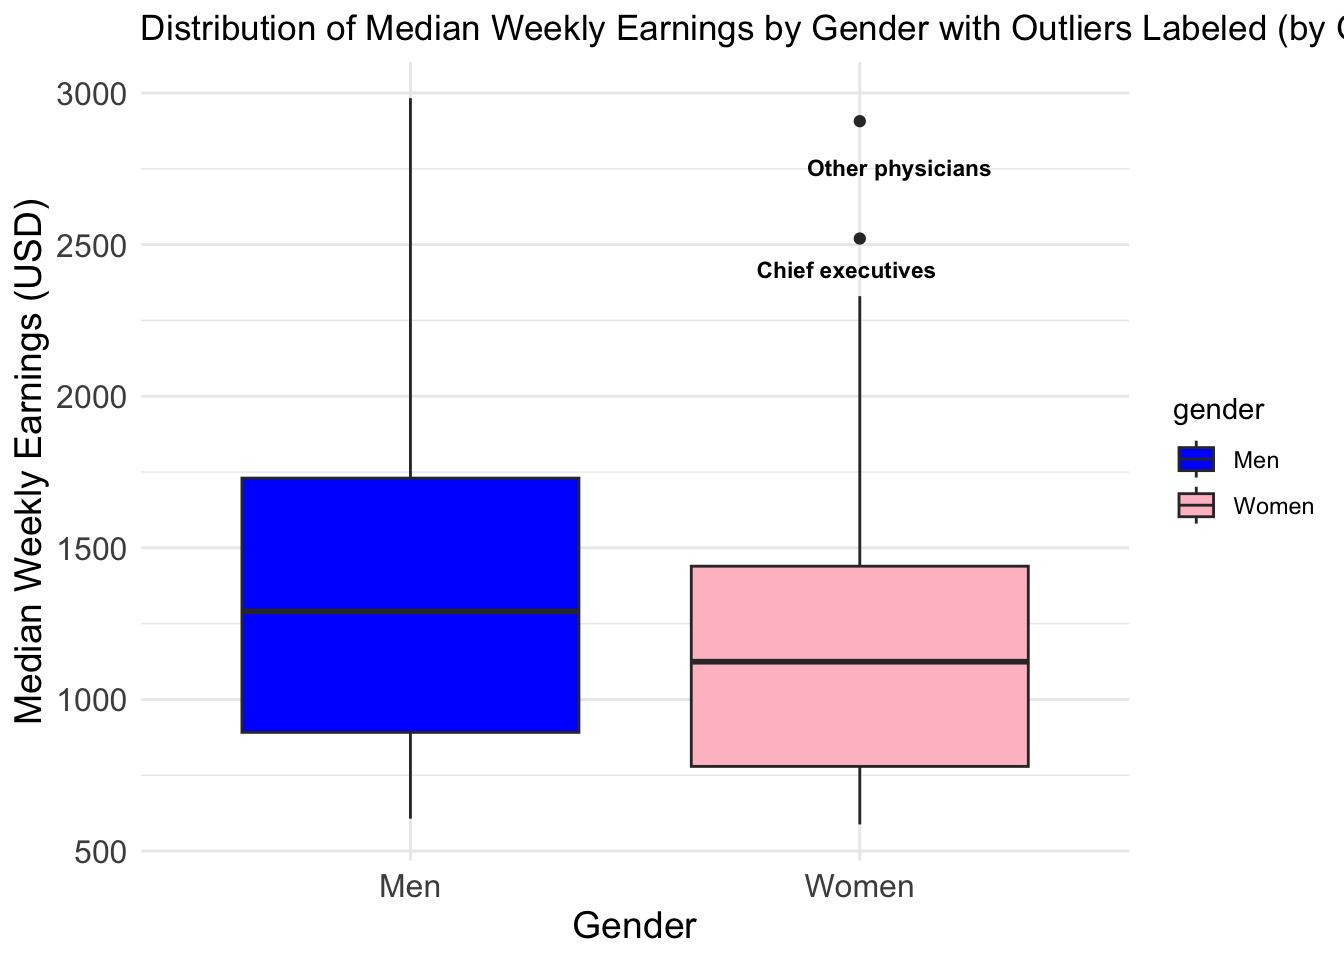 Distribution of Median Weekly Earnings by Gender with Outliers Labeled (by
3000
2500
2000
1500
1000
500
Median Weekly Earnings (USD)
Other physicians
Chief executives
Men
Women
Gender
gender
Men
Women